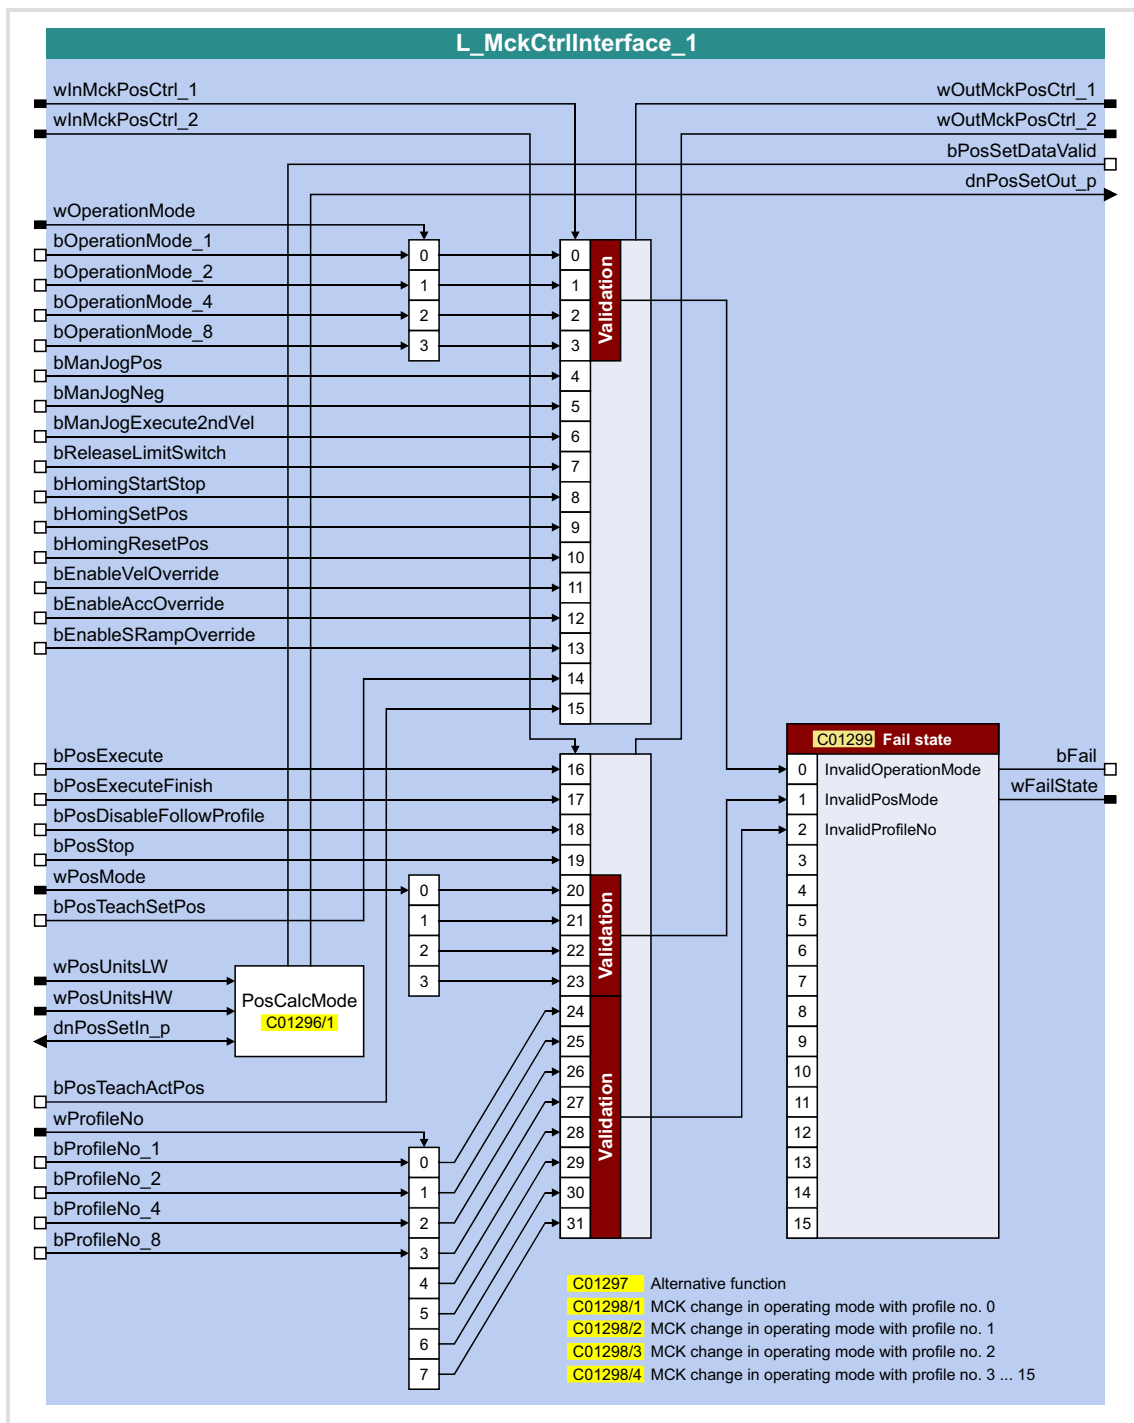 L_MckCtrlInterface_1
wInMckPosCtrl_1
wOutMckPosCtrl_1
wInMckPosCtrl_2
wOutMckPosCtrl_2
bPosSetDataValid
dnPosSetOut_p
wOperationMode
bOperationMode_1
0
0
bOperationMode_2
1
1
bOperationMode_4
2
2
bOperationMode_8
3
3
Validation
bManJogPos
4
bManJogNeg
5
bManJogExecute2ndVel
6
bReleaseLimitSwitch
7
bHomingStartStop
8
bHomingSetPos
9
bHomingResetPos
10
bEnableVelOverride
11
bEnableAccOverride
12
bEnableSRampOverride
13
14
15
C01299 Fail state
bPosExecute
16
0 InvalidOperationMode
bFail
bPosExecuteFinish
17
1 InvalidPosMode
wFailState
bPosDisableFollowProfile
18
2 InvalidProfileNo
bPosStop
19
3
wPosMode
0
20
4
bPosTeachSetPos
1
21
5
2
22
6
3
23
7
Validation
wPosUnitsLW
wPosUnitsHW
dnPosSetIn_p
PosCalcMode
C01296/1
24
8
25
9
26
10
bPosTeachActPos
27
11
wProfileNo
28
12
bProfileNo_1
0
29
13
bProfileNo_2
1
30
14
bProfileNo_4
2
31
15
Validation
bProfileNo_8
3
4
5
6
7
C01297 Alternative function
C01298/1 MCK change in operating mode with profile no. 0
C01298/2 MCK change in operating mode with profile no. 1
C01298/3 MCK change in operating mode with profile no. 2
C01298/4 MCK change in operating mode with profile no. 3 ... 15